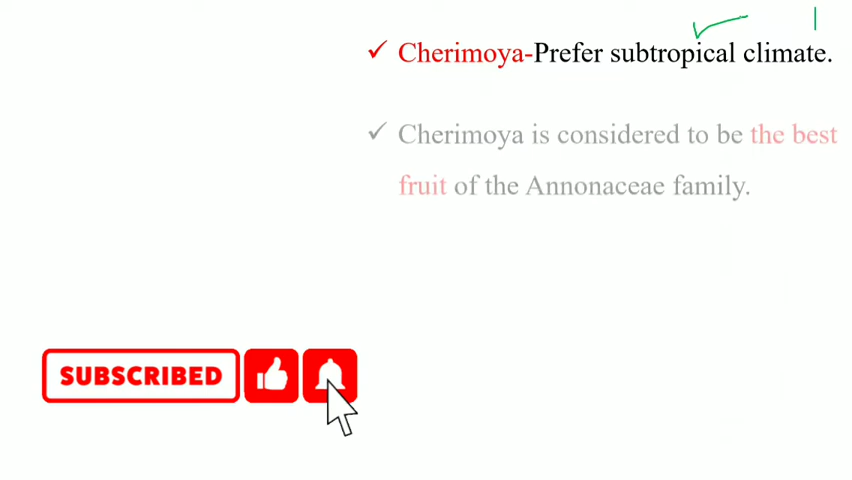 Cherimoya-Prefer subtropical climate.
Cherimoya is considered to be the best
fruit of the Annonaceae family.
SUBSCRIBED